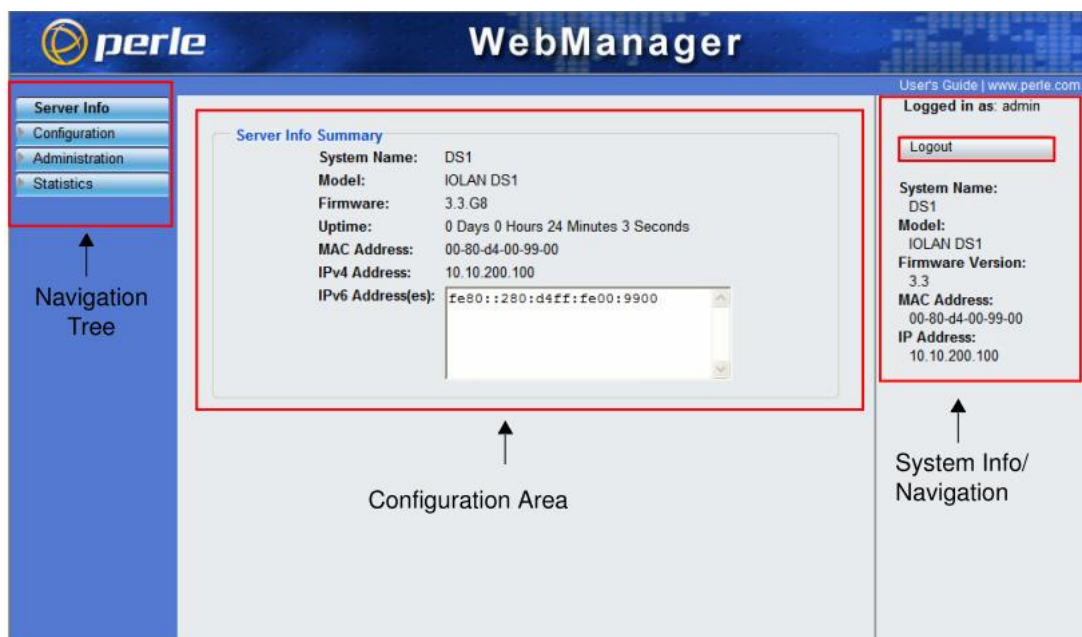 perle
WebManager
User's Guide | www.perle.com
Server Info
Configuration
Administration
Statistics
Navigation
Tree
Server Info Summary
System Name: DS1
Model: IOLAN DS1
Firmware: 3.3.G8
Uptime: 0 Days 0 Hours 24 Minutes 3 Seconds
MAC Address: 00-80-d4-00-99-00
IPv4 Address: 10.10.200.100
IPv6 Address(es): fe80::280:d4ff:fe00:9900
Configuration Area
Logged in as: admin
Logout
System Name:
DS1
Model:
IOLAN DS1
Firmware Version:
3.3
MAC Address:
00-80-d4-00-99-00
IP Address:
10.10.200.100
System Info/
Navigation